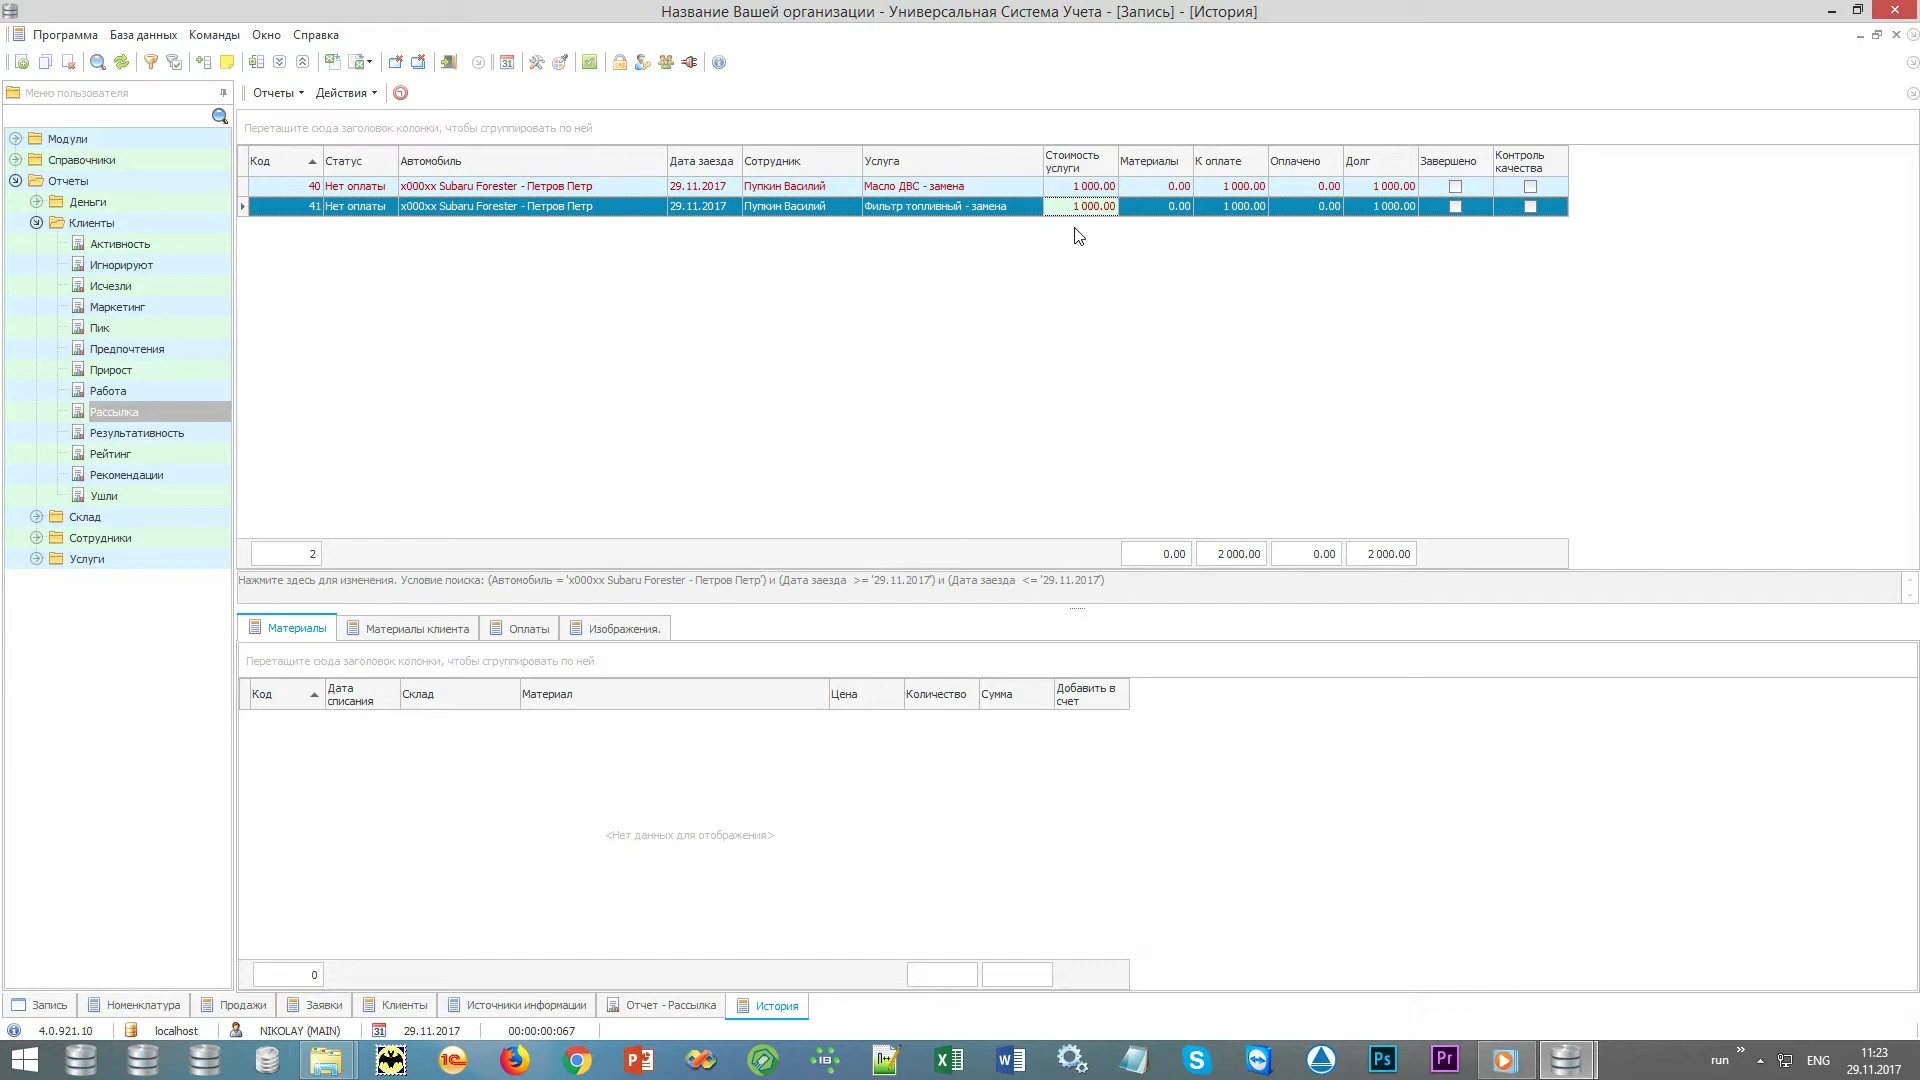 Название Вашей организации - Универсальная Система Учета - [Запись] - [История]
Программа База данных Команды Окно Справка
Меню пользователя
Отчеты Действия
Перетащите сюда заголовок колонки, чтобы сгруппировать по ней
Модули
Справочники
Отчеты
Деньги
Клиенты
Активность
Игнорируют
Исчезли
Маркетинг
Пик
Предпочтения
Прирост
Работа
Рассылка
Результативность
Рейтинг
Рекомендации
Ушли
Склад
Сотрудники
Услуги
Код Статус Автомобиль Дата заезда Сотрудник Услуга Стоимость услуги Материалы К оплате Оплачено Долг Завершено Контроль качества
40 Нет оплаты x000xx Subaru Forester - Петров Петр 29.11.2017 Пупкин Василий Масло ДВС - замена 1 000.00 0.00 1 000.00 0.00 1 000.00
41 Нет оплаты x000xx Subaru Forester - Петров Петр 29.11.2017 Пупкин Василий Фильтр топливный - замена 1 000.00 0.00 1 000.00 0.00 1 000.00
2 0.00 2 000.00 0.00 2 000.00
Нажмите здесь для изменения. Условие поиска: (Автомобиль = 'x000xx Subaru Forester - Петров Петр') и (Дата заезда >= '29.11.2017') и (Дата заезда <= '29.11.2017')
Материалы Материалы клиента Оплаты Изображения.
Перетащите сюда заголовок колонки, чтобы сгруппировать по ней
Код Дата списания Склад Материал Цена Количество Сумма Добавить в счет
<Нет данных для отображения>
0
Запись Номенклатура Продажи Заявки Клиенты Источники информации Отчет - Рассылка История
4.0.921.10 localhost NIKOLAY (MAIN) 31 29.11.2017 00:00:00:067
run ENG 11:23
29.11.2017